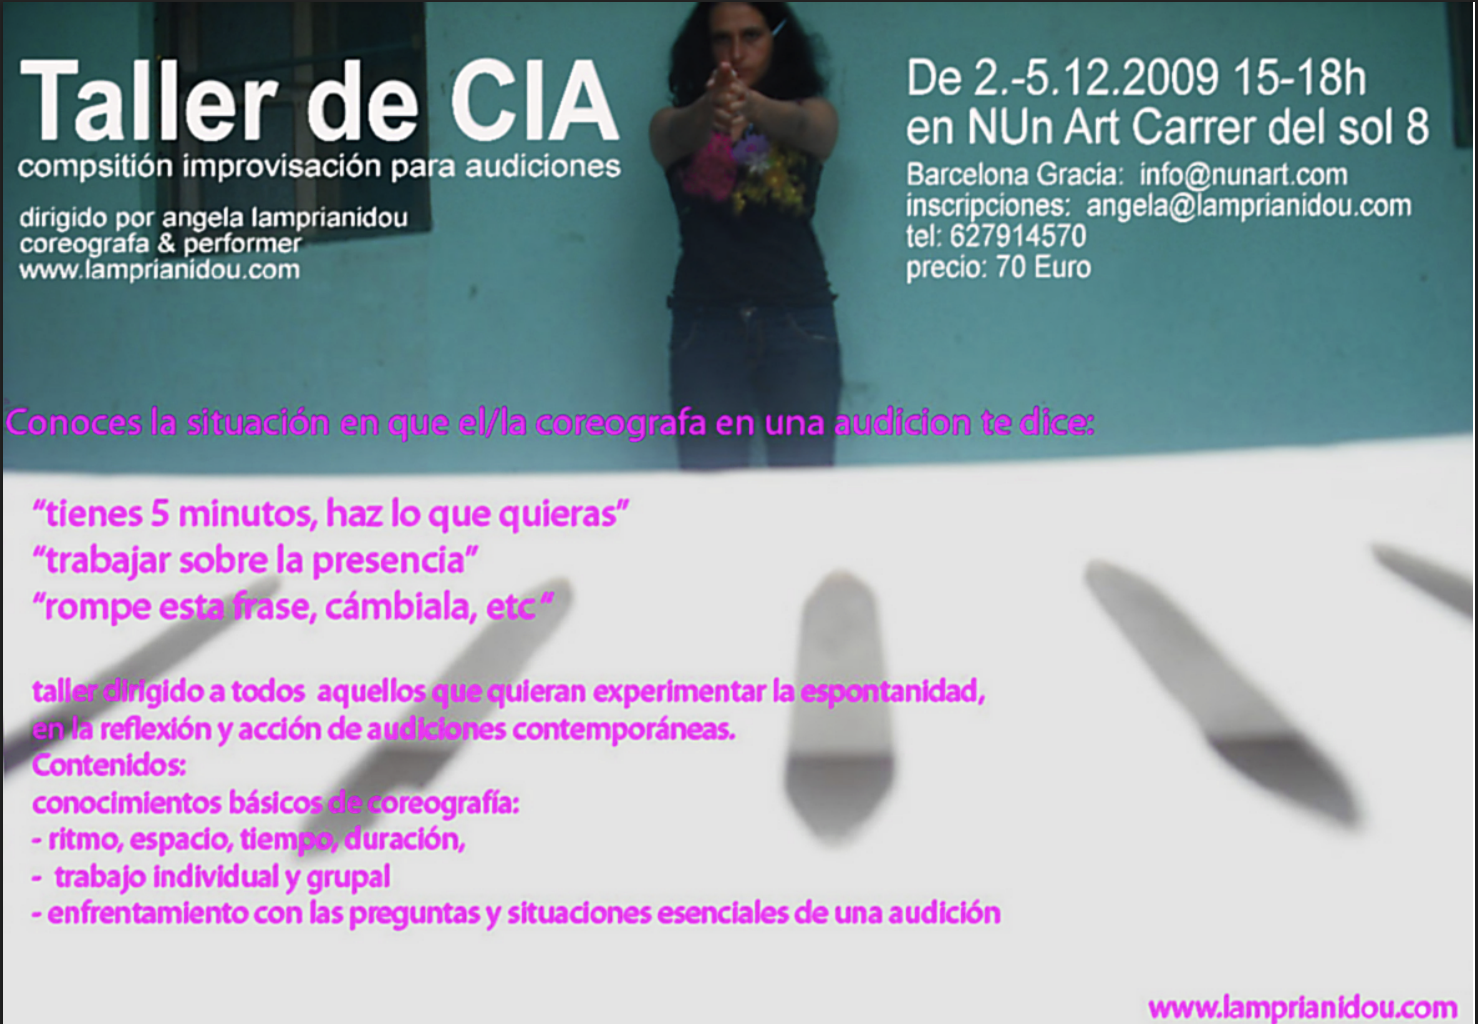 Taller de CIA
compsitión improvisación para audiciones
dirigido por angela lamprianidou
coreografa & performer
www.lamprianidou.com
De 2.-5.12.2009 15-18h
en NUn Art Carrer del sol 8
Barcelona Gracia:  info@nunart.com
inscripciones:  angela@lamprianidou.com
tel: 627914570
precio: 70 Euro
Conoces la situación en que el/la coreografa en una audicion te dice:
“tienes 5 minutos, haz lo que quieras”
“trabajar sobre la presencia”
“rompe esta frase, cámbiala, etc“
taller dirigido a todos  aquellos que quieran experimentar la espontanidad,
en la reflexión y acción de audiciones contemporáneas.
Contenidos:
conocimientos básicos de coreografía:
- ritmo, espacio, tiempo, duración,
-  trabajo individual y grupal
- enfrentamiento con las preguntas y situaciones esenciales de una audición
www.lamprianidou.com